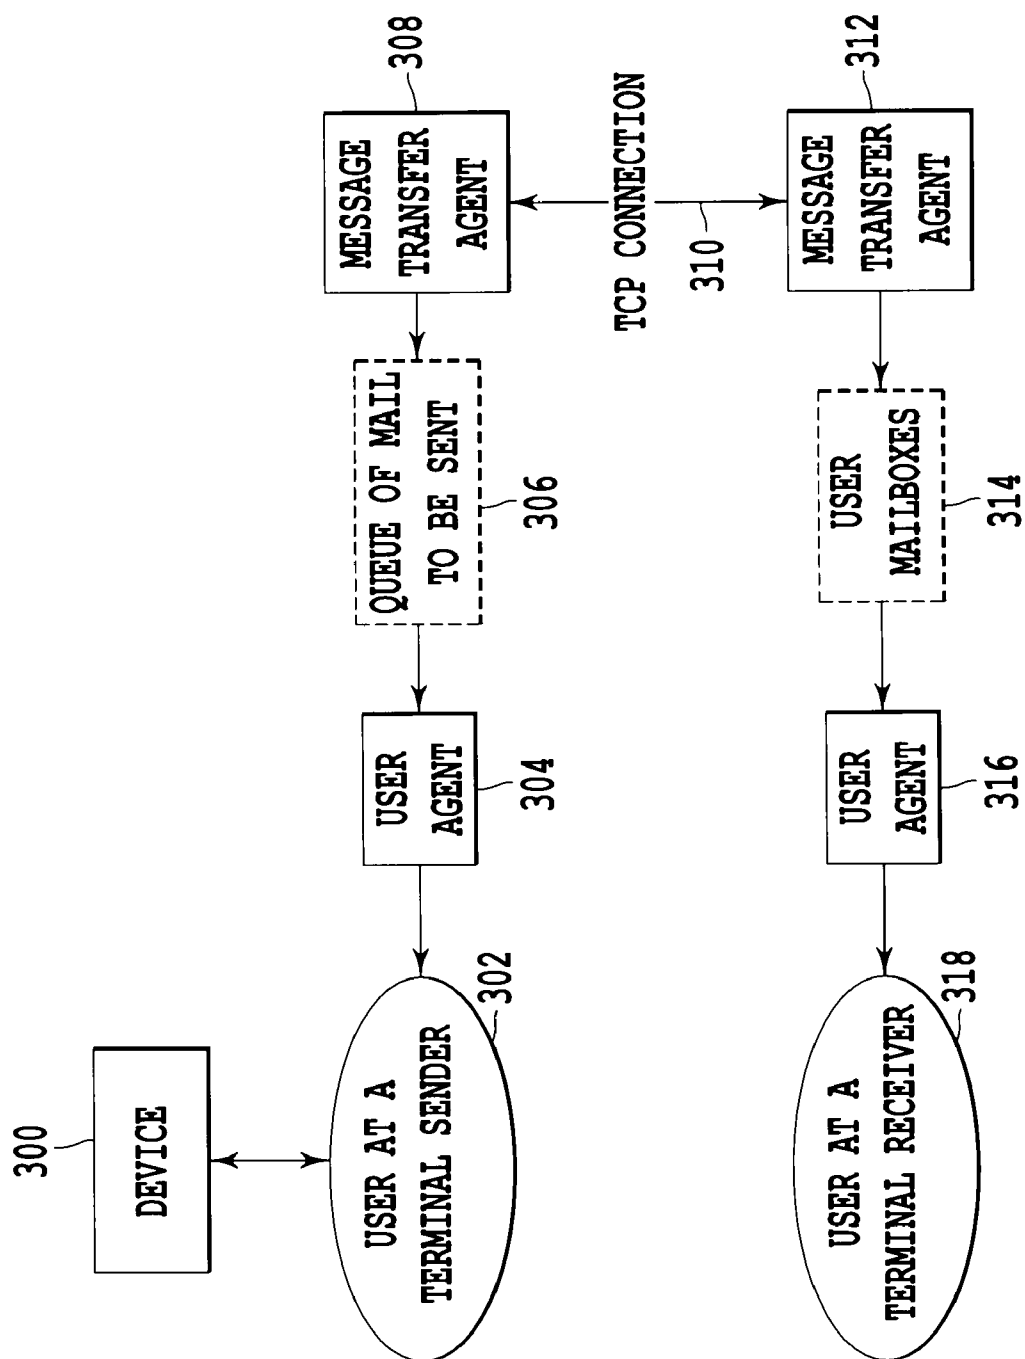 300
DEVICE
USER AT A
TERMINAL SENDER
302
USER
AGENT
304
QUEUE OF MAIL
TO BE SENT
306
MESSAGE
TRANSFER
AGENT
308
TCP CONNECTION
310
USER AT A
TERMINAL RECEIVER
318
USER
AGENT
316
USER
MAILBOXES
314
MESSAGE
TRANSFER
AGENT
312